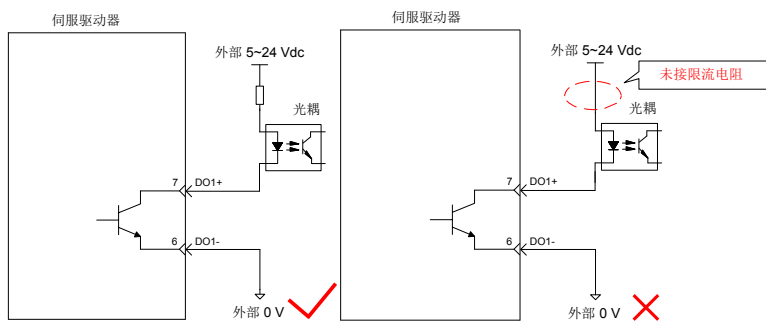 伺服驱动器
外部 5~24 Vdc
光耦
7
DO1+
6
DO1-
外部 0 V
伺服驱动器
外部 5~24 Vdc
未接限流电阻
光耦
7
DO1+
6
DO1-
外部 0 V